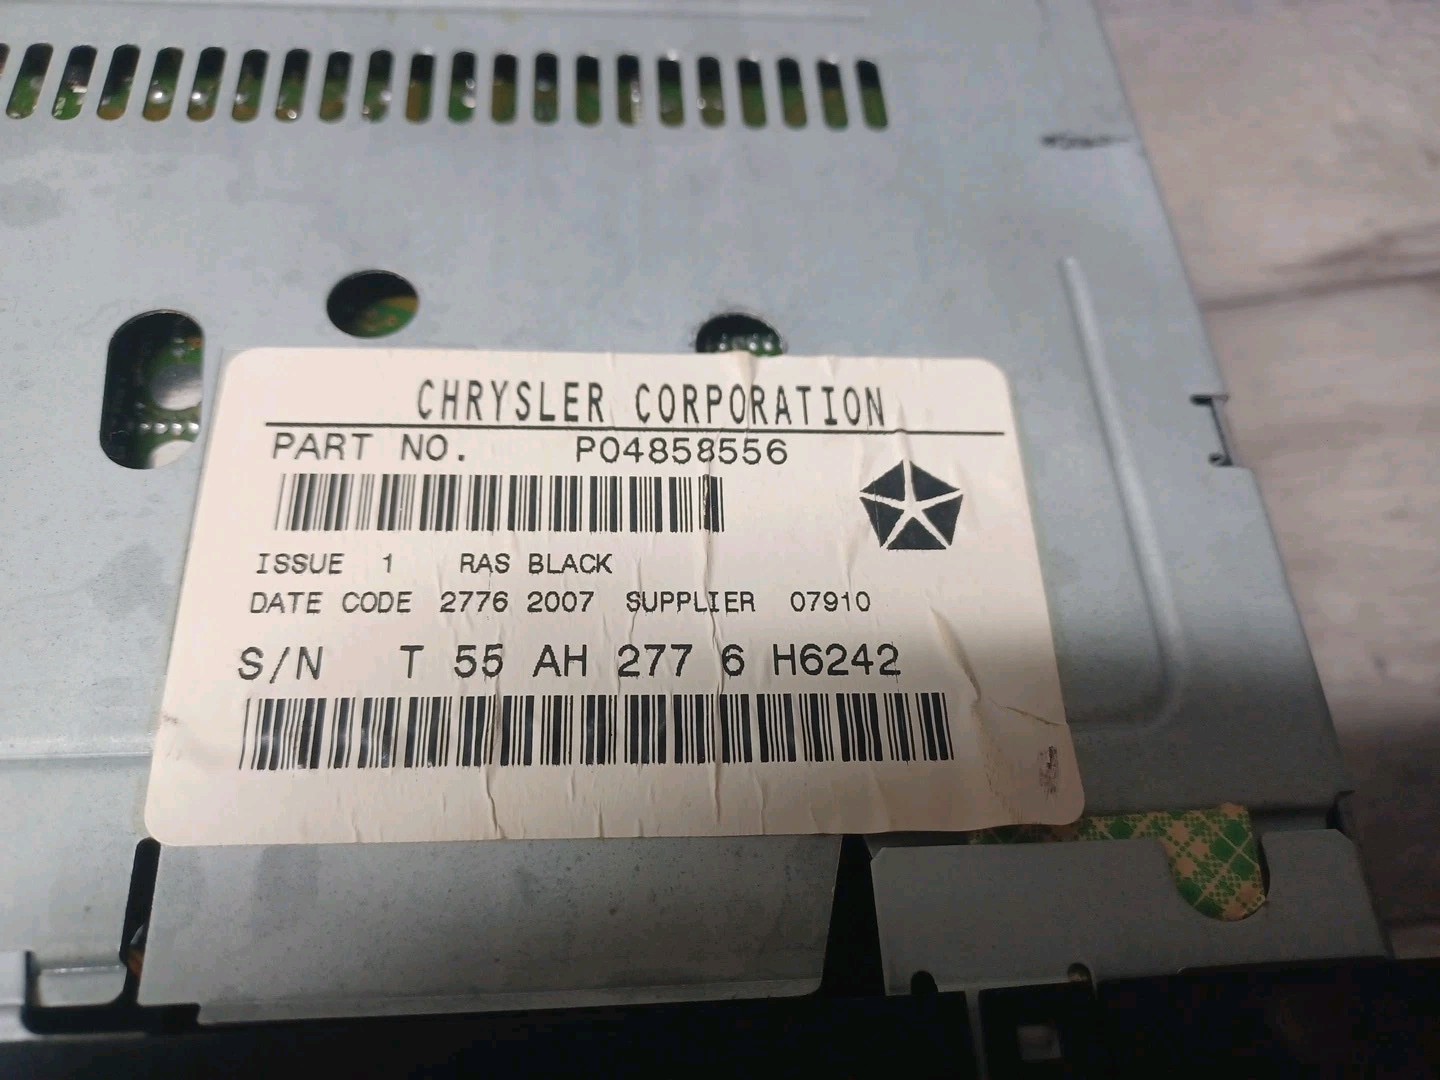 CHRYSLER CORPORATION
PART NO. P04858556
ISSUE 1 RAS BLACK
DATE CODE 2776 2007 SUPPLIER 07910
S/N T 55 AH 277 6 H6242